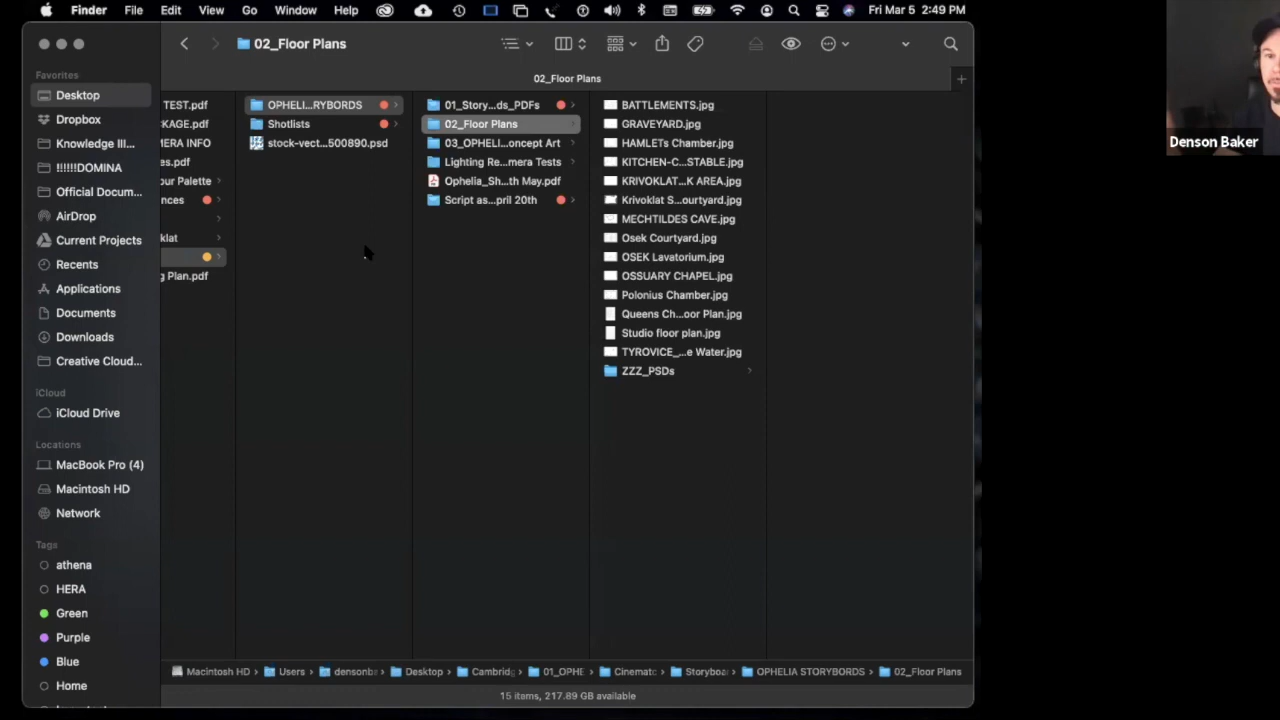 Finder File Edit View Go Window Help Fri Mar 5 2:49 PM
02_Floor Plans
02_Floor Plans
Favorites
Desktop
Dropbox
Knowledge Ill...
!!!!!!DOMINA
Official Docum...
AirDrop
Current Projects
Recents
Applications
Documents
Downloads
Creative Cloud...
iCloud
iCloud Drive
Locations
MacBook Pro (4)
Macintosh HD
Network
Tags
athena
HERA
Green
Purple
Blue
Home
TEST.pdf
KAGE.pdf
MERA INFO
es.pdf
our Palette
nces
klat
g Plan.pdf
OPHELI...RYBORDS
Shotlists
stock-vect...500890.psd
01_Story...ds_PDFs
02_Floor Plans
03_OPHELI...oncept Art
Lighting Re...mera Tests
Ophelia_Sh...th May.pdf
Script as...pril 20th
BATTLEMENTS.jpg
GRAVEYARD.jpg
HAMLETs Chamber.jpg
KITCHEN-C...STABLE.jpg
KRIVOKLAT...K AREA.jpg
Krivoklat S...ourtyard.jpg
MECHTILDES CAVE.jpg
Osek Courtyard.jpg
OSEK Lavatorium.jpg
OSSUARY CHAPEL.jpg
Polonius Chamber.jpg
Queens Ch...oor Plan.jpg
Studio floor plan.jpg
TYROVICE_...e Water.jpg
ZZZ_PSDs
Macintosh HD Users densonba Desktop Cambridg 01_OPHE Cinematc Storyboa OPHELIA STORYBORDS 02_Floor Plans
15 items, 217.89 GB available
Denson Baker